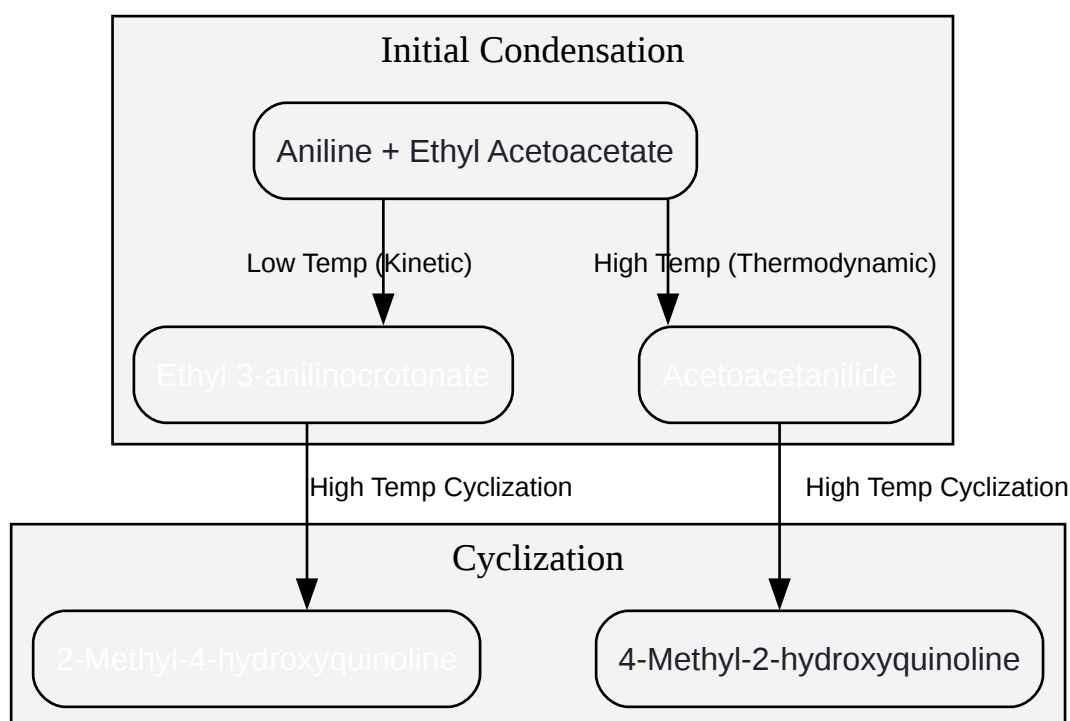 Initial Condensation
Aniline + Ethyl Acetoacetate
Low Temp (Kinetic)
High Temp (Thermodynamic)
Ethyl 3-anilinocrotonate
Acetoacetanilide
High Temp Cyclization
High Temp Cyclization
Cyclization
2-Methyl-4-hydroxyquinoline
4-Methyl-2-hydroxyquinoline